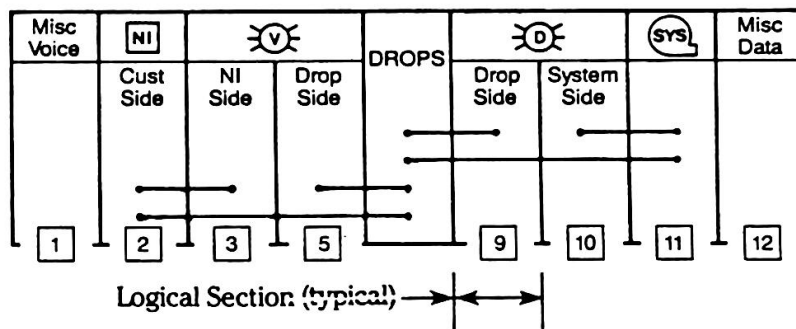 Misc Voice
NI
V
DROPS
D
SYS
Misc Data
Cust Side
NI Side
Drop Side
Drop Side
System Side
1
2
3
5
9
10
11
12
Logical Section (typical)